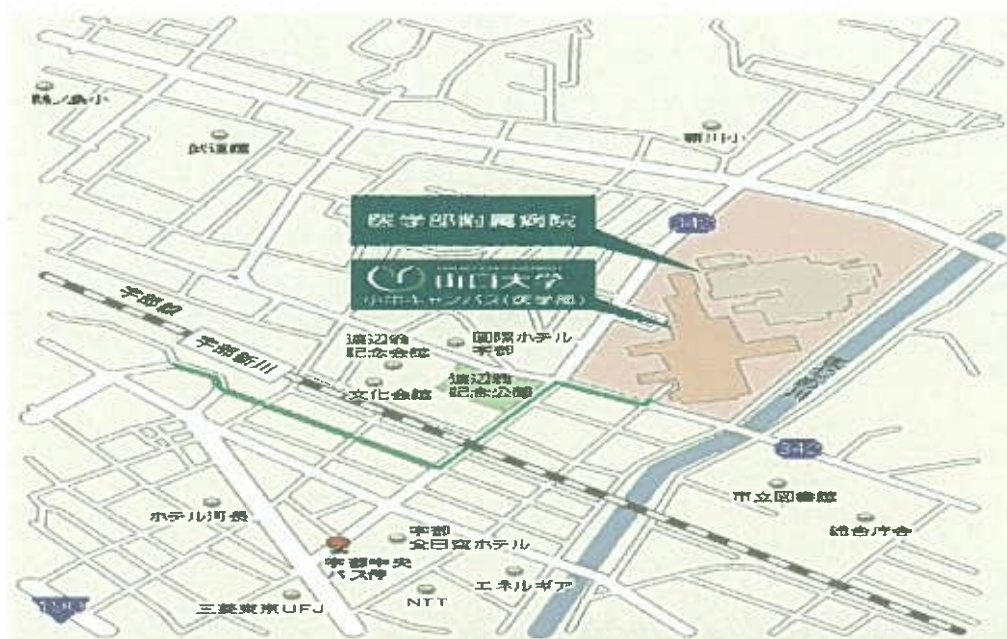 鵜ノ島小
武道館
新川小
医学部附属病院
山口大学
小串キャンパス(医学部)
宇部線
宇部新川
渡辺翁
記念会館
国際ホテル
宇部
文化会館
渡辺翁
記念公園
342
市立図書館
総合庁舎
ホテル河長
宇部
全日空ホテル
宇部中央
バス停
エネルギア
三菱東京UFJ
NTT
190